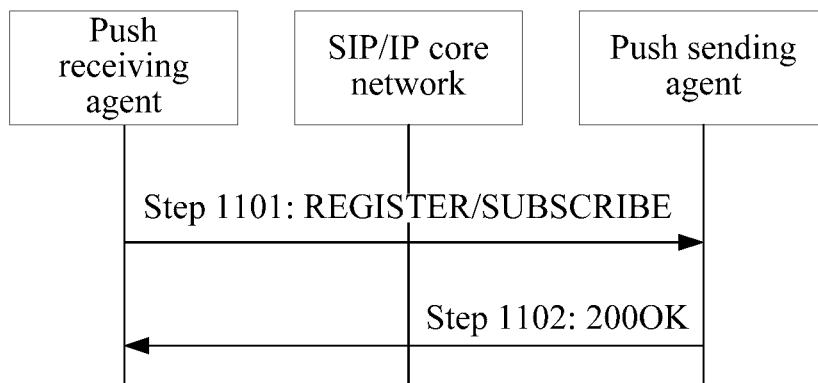 Push
receiving
agent
SIP/IP core
network
Push sending
agent
Step 1101: REGISTER/SUBSCRIBE
Step 1102: 200OK